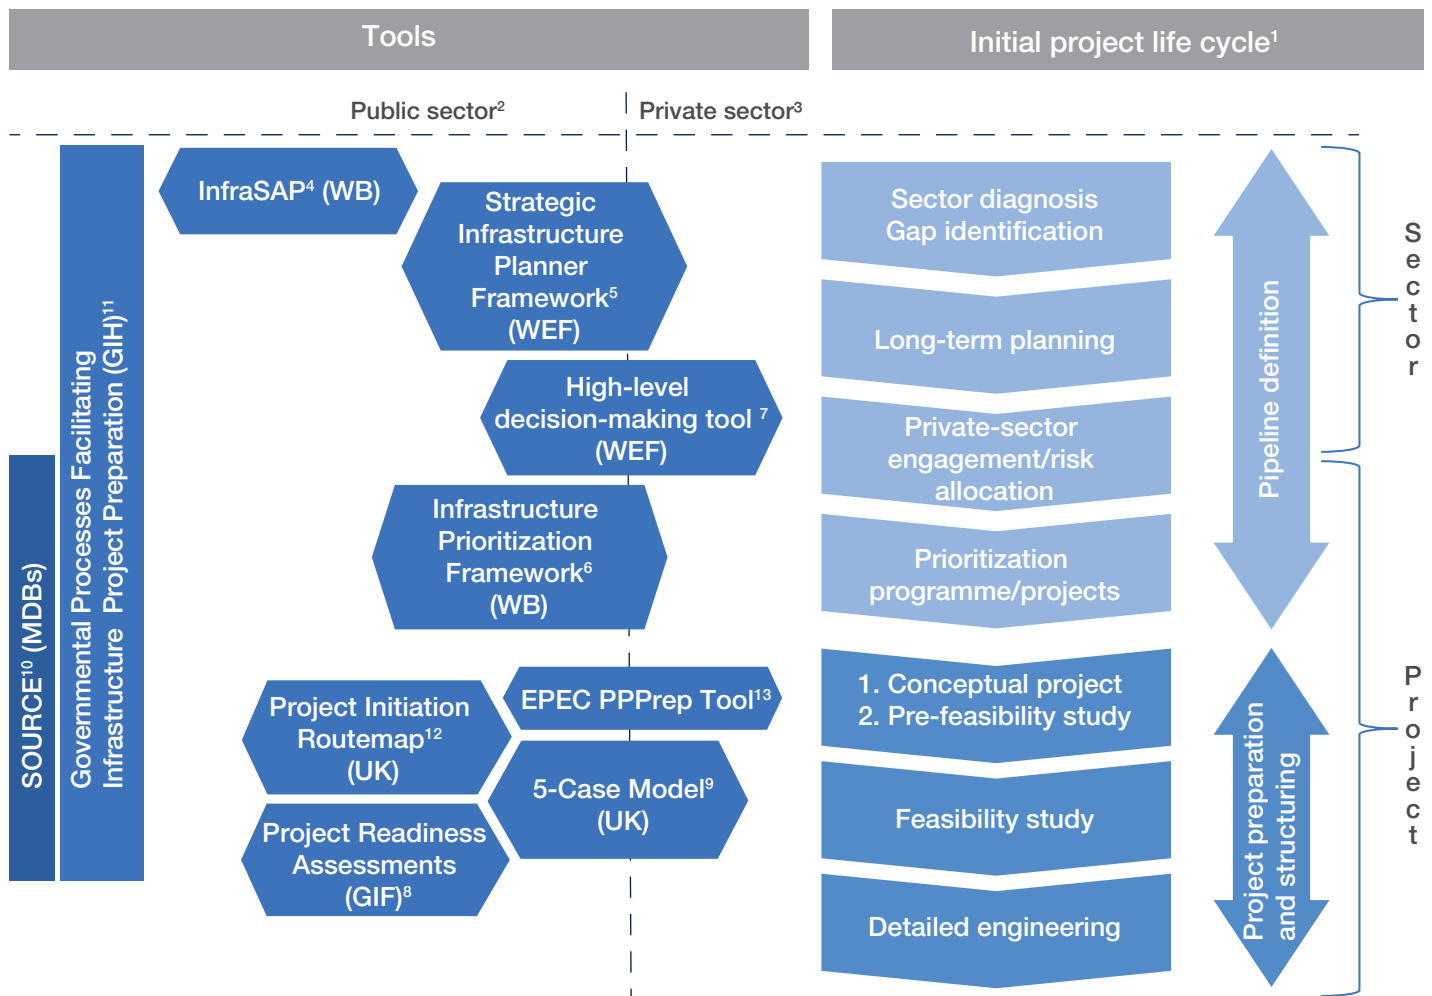 Tools
Initial project life cycle1
Public sector2
Private sector3
SOURCE10 (MDBs)
Governmental Processes Facilitating
Infrastructure Project Preparation (GIH)11
InfraSAP4 (WB)
Strategic
Infrastructure
Planner
Framework5
(WEF)
High-level
decision-making tool 7
(WEF)
Infrastructure
Prioritization
Framework6
(WB)
EPEC PPPrep Tool13
Project Initiation
Routemap12
(UK)
5-Case Model9
(UK)
Project Readiness
Assessments
(GIF)8
Sector diagnosis
Gap identification
Long-term planning
Private-sector
engagement/risk
allocation
Prioritization
programme/projects
1. Conceptual project
2. Pre-feasibility study
Feasibility study
Detailed engineering
Pipeline definition
Project preparation
and structuring
Sector
Project